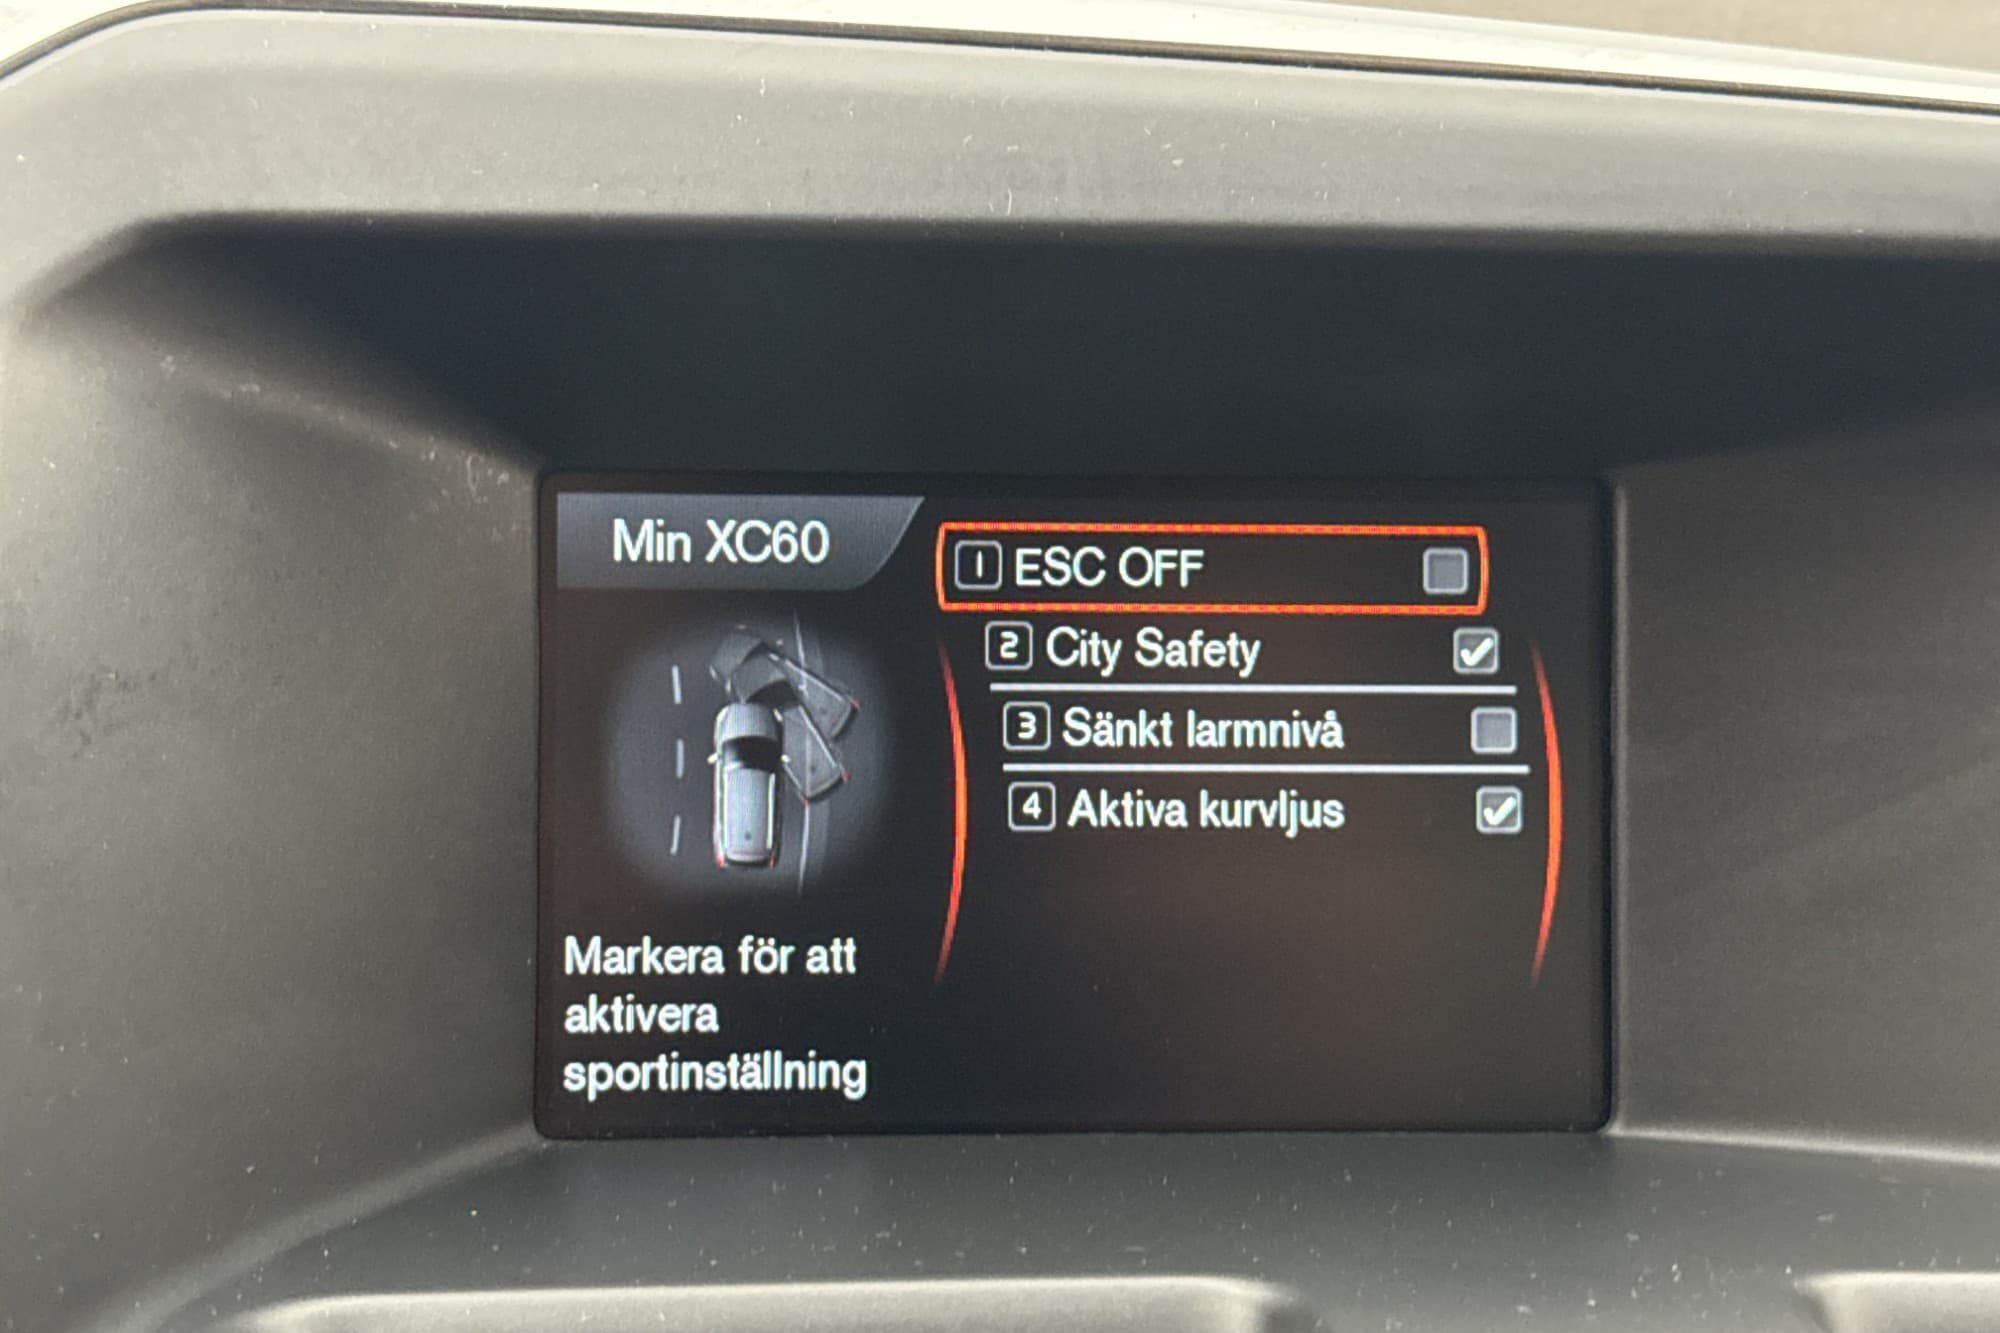 Min XC60
1 ESC OFF
2 City Safety
3 Sänkt larmnivå
4 Aktiva kurvljus
Markera för att
aktivera
sportinställning